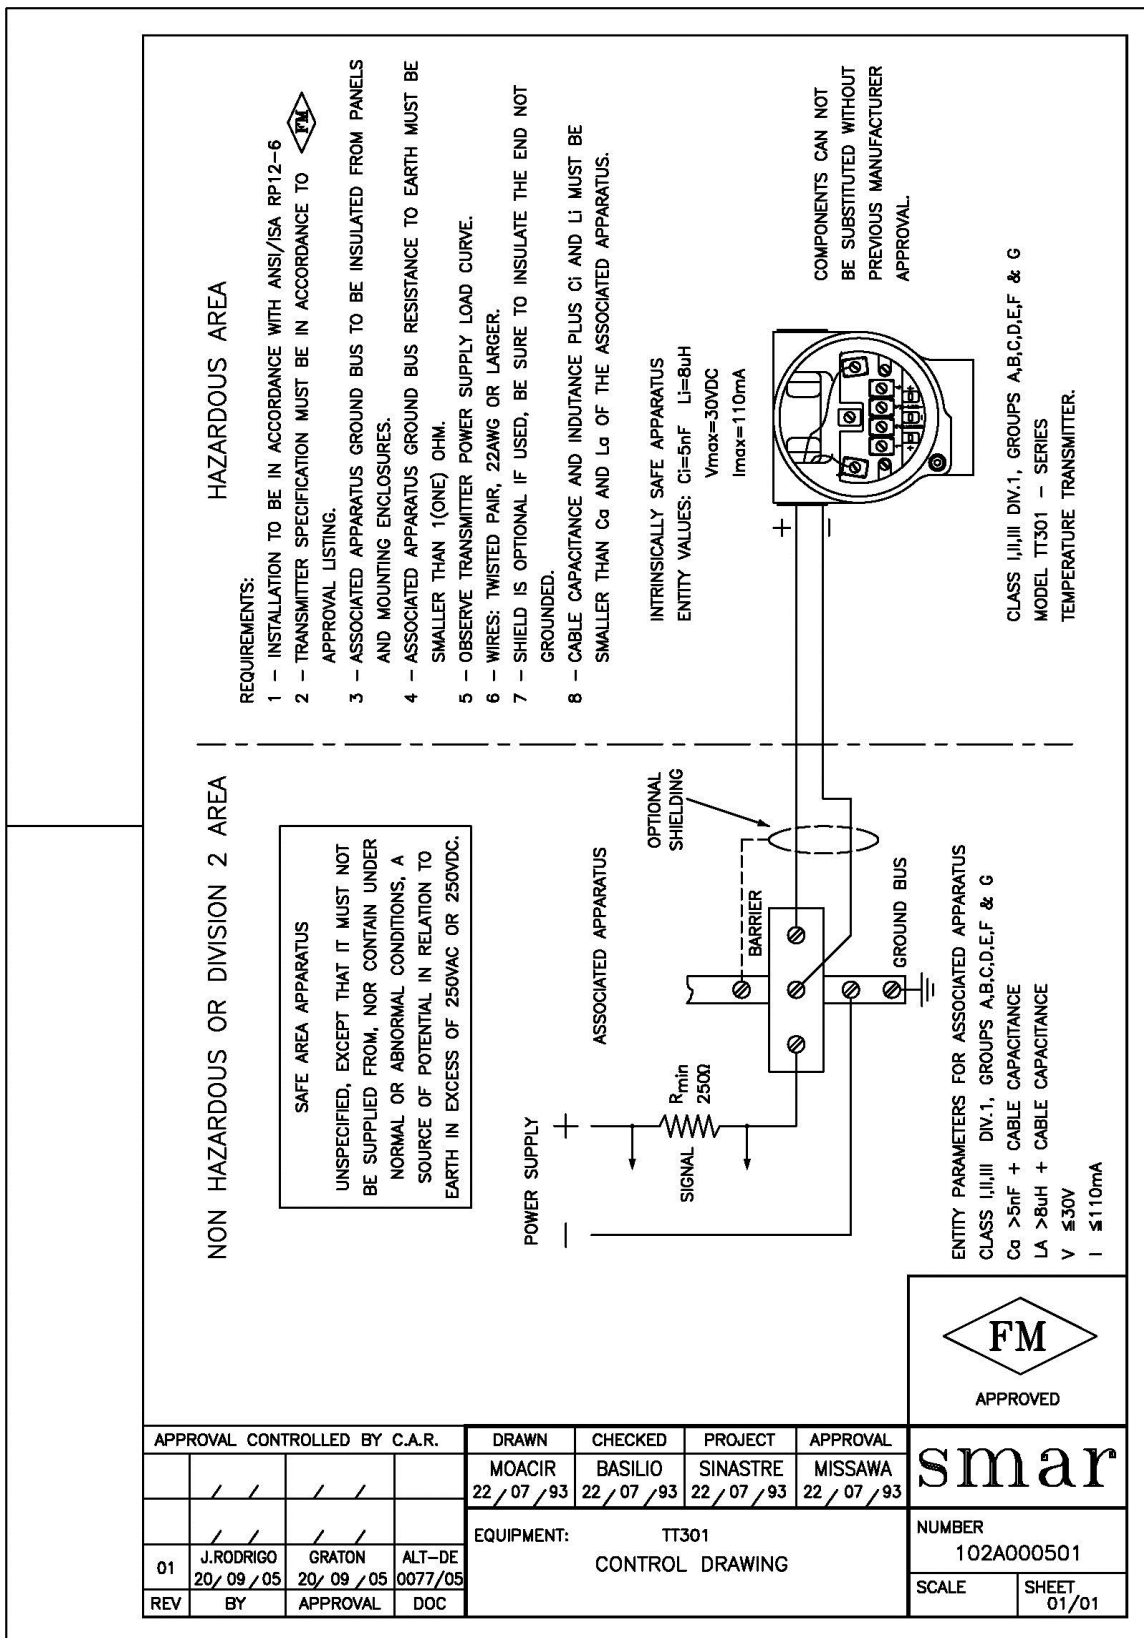 NON HAZARDOUS OR DIVISION 2 AREA
HAZARDOUS AREA
SAFE AREA APPARATUS
UNSPECIFIED, EXCEPT THAT IT MUST NOT
BE SUPPLIED FROM, NOR CONTAIN UNDER
NORMAL OR ABNORMAL CONDITIONS, A
SOURCE OF POTENTIAL IN RELATION TO
EARTH IN EXCESS OF 250VAC OR 250VDC.
REQUIREMENTS:
1 – INSTALLATION TO BE IN ACCORDANCE WITH ANSI/ISA RP12–6
2 – TRANSMITTER SPECIFICATION MUST BE IN ACCORDANCE TO FM
APPROVAL LISTING.
3 – ASSOCIATED APPARATUS GROUND BUS TO BE INSULATED FROM PANELS
AND MOUNTING ENCLOSURES.
4 – ASSOCIATED APPARATUS GROUND BUS RESISTANCE TO EARTH MUST BE
SMALLER THAN 1(ONE) OHM.
5 – OBSERVE TRANSMITTER POWER SUPPLY LOAD CURVE.
6 – WIRES: TWISTED PAIR, 22AWG OR LARGER.
7 – SHIELD IS OPTIONAL IF USED, BE SURE TO INSULATE THE END NOT
GROUNDED.
8 – CABLE CAPACITANCE AND INDUTANCE PLUS Ci AND Li MUST BE
SMALLER THAN Ca AND La OF THE ASSOCIATED APPARATUS.
POWER SUPPLY
– +
Rmin
250Ω
SIGNAL
ASSOCIATED APPARATUS
OPTIONAL
SHIELDING
BARRIER
GROUND BUS
INTRINSICALLY SAFE APPARATUS
ENTITY VALUES: Ci=5nF Li=8uH
Vmax=30VDC
Imax=110mA
+
–
COMPONENTS CAN NOT
BE SUBSTITUTED WITHOUT
PREVIOUS MANUFACTURER
APPROVAL.
ENTITY PARAMETERS FOR ASSOCIATED APPARATUS
CLASS I,II,III DIV.1, GROUPS A,B,C,D,E,F & G
Ca >5nF + CABLE CAPACITANCE
LA >8uH + CABLE CAPACITANCE
V ≦30V
I ≦110mA
CLASS I,II,III DIV.1, GROUPS A,B,C,D,E,F & G
MODEL TT301 – SERIES
TEMPERATURE TRANSMITTER.
FM
APPROVED
APPROVAL CONTROLLED BY C.A.R.
DRAWN CHECKED PROJECT APPROVAL
MOACIR BASILIO SINASTRE MISSAWA
22/07/93 22/07/93 22/07/93 22/07/93
smar
/ / / /
/ / / /
01 J.RODRIGO GRATON ALT–DE
20/09/05 20/09/05 0077/05
REV BY APPROVAL DOC
EQUIPMENT: TT301
CONTROL DRAWING
NUMBER
102A000501
SCALE SHEET
01/01